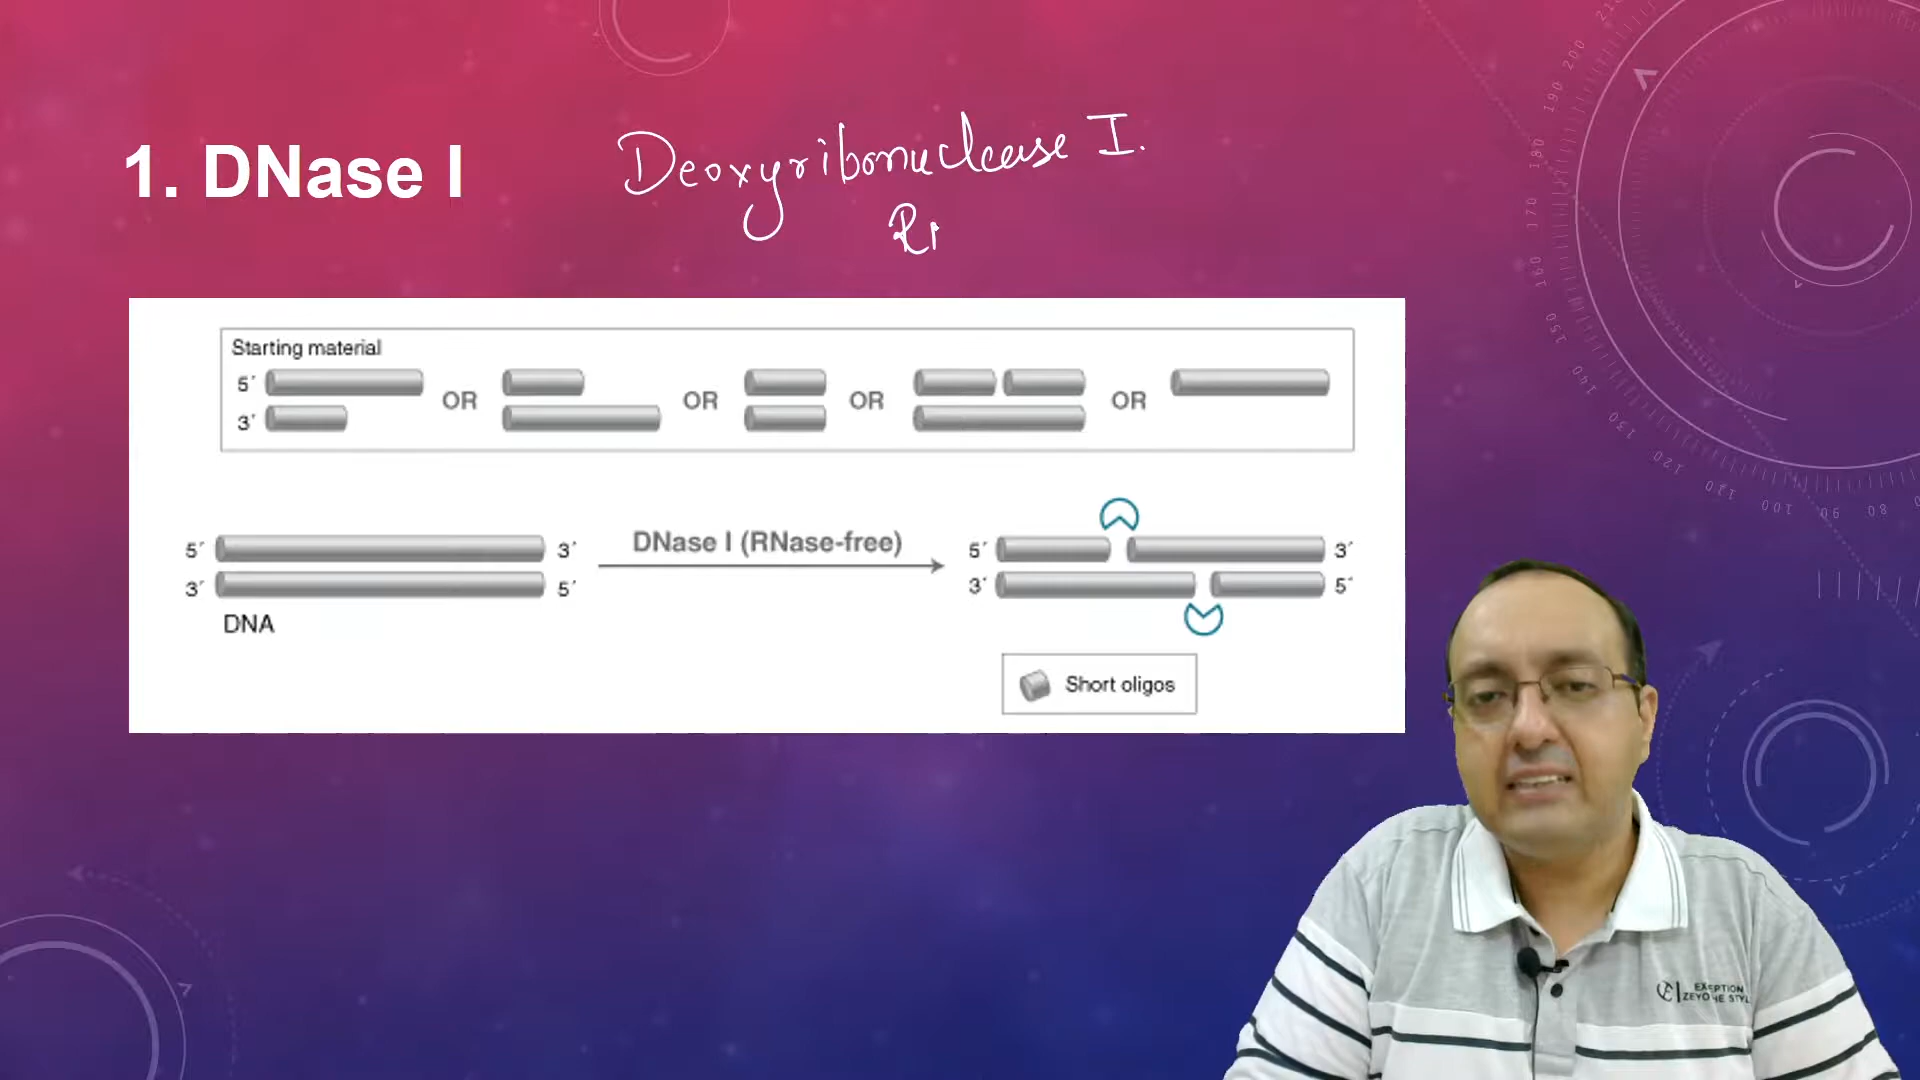 1. DNase I
Deoxyribonuclease I.
Starting material
5´ OR OR OR OR
3´
5´ 3´ DNase I (RNase-free) 5´ 3´
3´ 5´ 3´ 5´
DNA
Short oligos